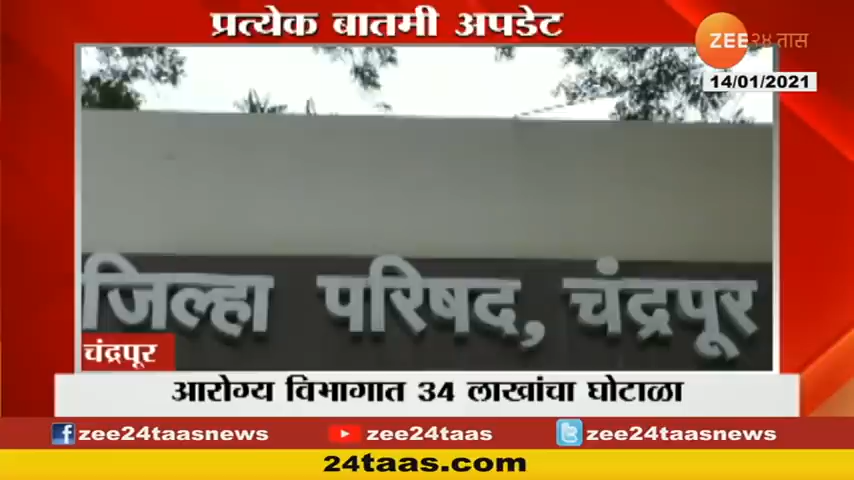 प्रत्येक बातमी अपडेट
ZEE २४ तास
14/01/2021
जिल्हा परिषद, चंद्रपूर
चंद्रपूर
आरोग्य विभागात 34 लाखांचा घोटाळा
zee24taasnews
zee24taas
zee24taasnews
24taas.com